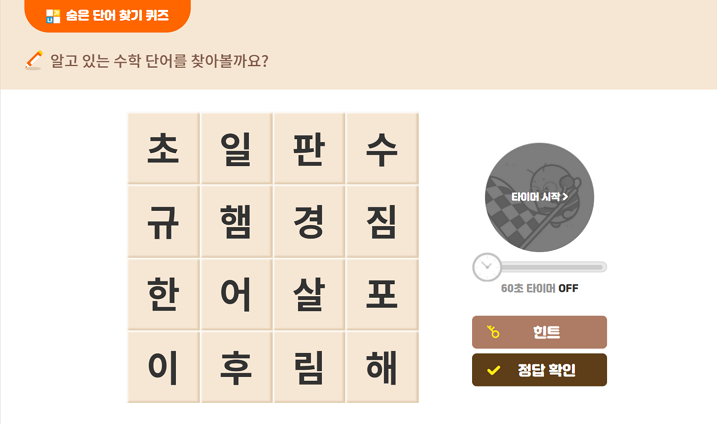 숨은 단어 찾기 퀴즈
알고 있는 수학 단어를 찾아볼까요?
초 일 판 수
규 햄 경 짐
한 어 살 포
이 후 림 해
타이머 시작 >
60초 타이머 OFF
힌트
정답 확인